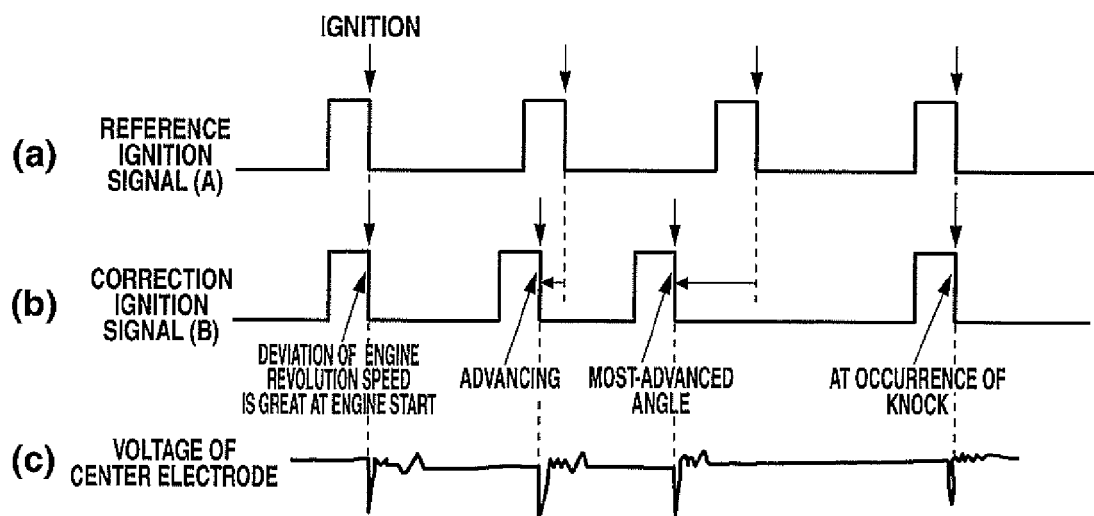 IGNITION
(a)
REFERENCE
IGNITION
SIGNAL (A)
(b)
CORRECTION
IGNITION
SIGNAL (B)
DEVIATION OF ENGINE
REVOLUTION SPEED
IS GREAT AT ENGINE START
ADVANCING
MOST-ADVANCED
ANGLE
AT OCCURRENCE OF
KNOCK
(c)
VOLTAGE OF
CENTER ELECTRODE